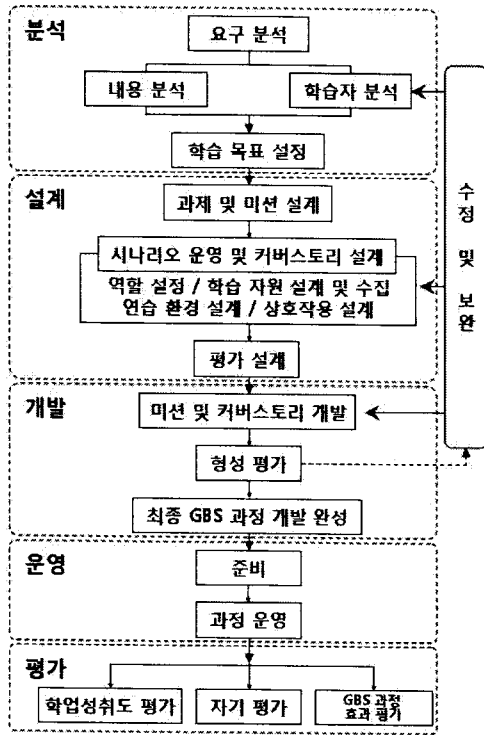 분석
요구 분석
내용 분석
학습자 분석
학습 목표 설정
설계
과제 및 미션 설계
시나리오 운영 및 커버스토리 설계
역할 설정 / 학습 자원 설계 및 수집
연습 환경 설계 / 상호작용 설계
평가 설계
개발
미션 및 커버스토리 개발
형성 평가
최종 GBS 과정 개발 완성
수정 및 보완
운영
준비
과정 운영
평가
학업성취도 평가
자기 평가
GBS 과정
효과 평가